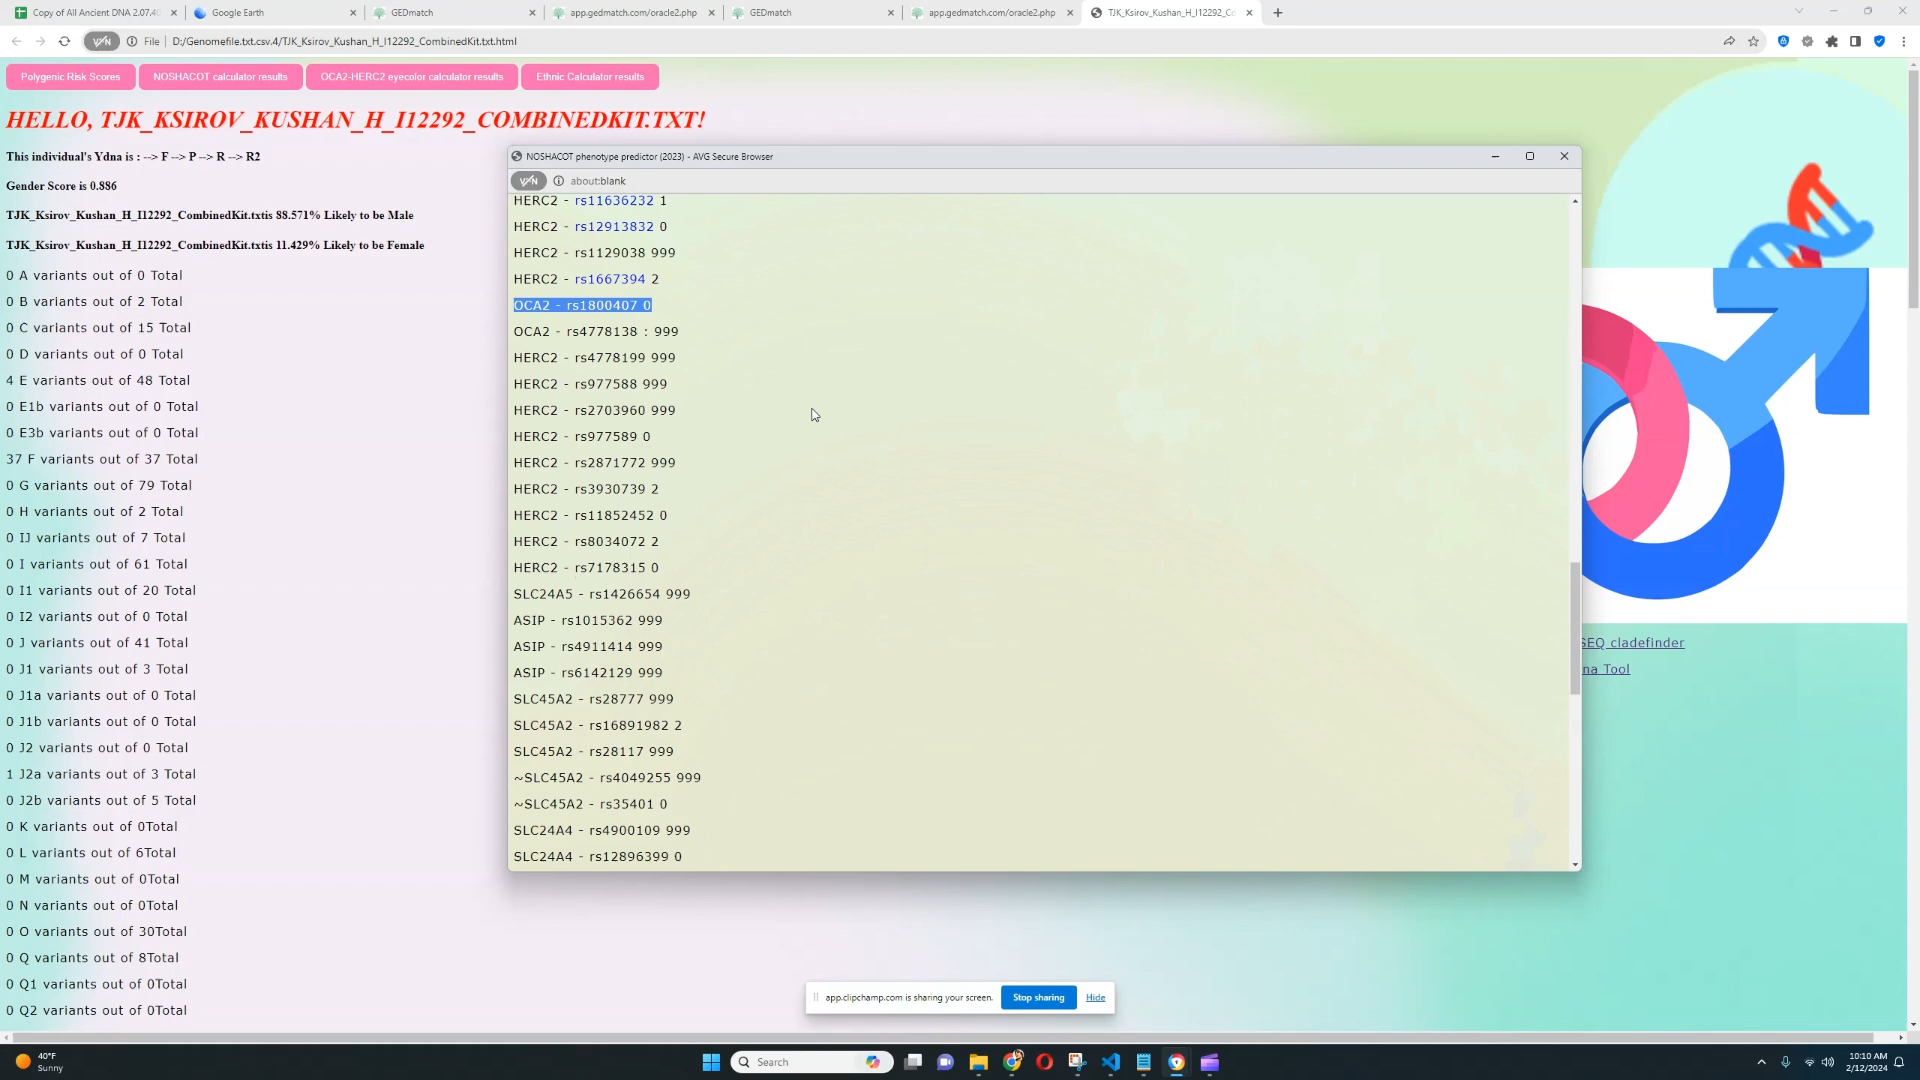 Copy of All Ancient DNA 2.07.40
Google Earth
GEDmatch
app.gedmatch.com/oracle2.php
GEDmatch
app.gedmatch.com/oracle2.php
TJK_Ksirov_Kushan_H_I12292_Co
File D:/Genomefile.txt.csv.4/TJK_Ksirov_Kushan_H_I12292_CombinedKit.txt.html
Polygenic Risk Scores
NOSHACOT calculator results
OCA2-HERC2 eyecolor calculator results
Ethnic Calculator results
HELLO, TJK_KSIROV_KUSHAN_H_I12292_COMBINEDKIT.TXT!
This individual's Ydna is : --> F --> P --> R --> R2
Gender Score is 0.886
TJK_Ksirov_Kushan_H_I12292_CombinedKit.txtis 88.571% Likely to be Male
TJK_Ksirov_Kushan_H_I12292_CombinedKit.txtis 11.429% Likely to be Female
0 A variants out of 0 Total
0 B variants out of 2 Total
0 C variants out of 15 Total
0 D variants out of 0 Total
4 E variants out of 48 Total
0 E1b variants out of 0 Total
0 E3b variants out of 0 Total
37 F variants out of 37 Total
0 G variants out of 79 Total
0 H variants out of 2 Total
0 IJ variants out of 7 Total
0 I variants out of 61 Total
0 I1 variants out of 20 Total
0 I2 variants out of 0 Total
0 J variants out of 41 Total
0 J1 variants out of 3 Total
0 J1a variants out of 0 Total
0 J1b variants out of 0 Total
0 J2 variants out of 0 Total
1 J2a variants out of 3 Total
0 J2b variants out of 5 Total
0 K variants out of 0Total
0 L variants out of 6Total
0 M variants out of 0Total
0 N variants out of 0Total
0 O variants out of 30Total
0 Q variants out of 8Total
0 Q1 variants out of 0Total
0 Q2 variants out of 0Total
NOSHACOT phenotype predictor (2023) - AVG Secure Browser
about:blank
HERC2 - rs11636232 1
HERC2 - rs12913832 0
HERC2 - rs1129038 999
HERC2 - rs1667394 2
OCA2 - rs1800407 0
OCA2 - rs4778138 : 999
HERC2 - rs4778199 999
HERC2 - rs977588 999
HERC2 - rs2703960 999
HERC2 - rs977589 0
HERC2 - rs2871772 999
HERC2 - rs3930739 2
HERC2 - rs11852452 0
HERC2 - rs8034072 2
HERC2 - rs7178315 0
SLC24A5 - rs1426654 999
ASIP - rs1015362 999
ASIP - rs4911414 999
ASIP - rs6142129 999
SLC45A2 - rs28777 999
SLC45A2 - rs16891982 2
SLC45A2 - rs28117 999
~SLC45A2 - rs4049255 999
~SLC45A2 - rs35401 0
SLC24A4 - rs4900109 999
SLC24A4 - rs12896399 0
SEQ cladefinder
na Tool
app.clipchamp.com is sharing your screen.
Stop sharing
Hide
40°F
Sunny
Search
10:10 AM
2/12/2024